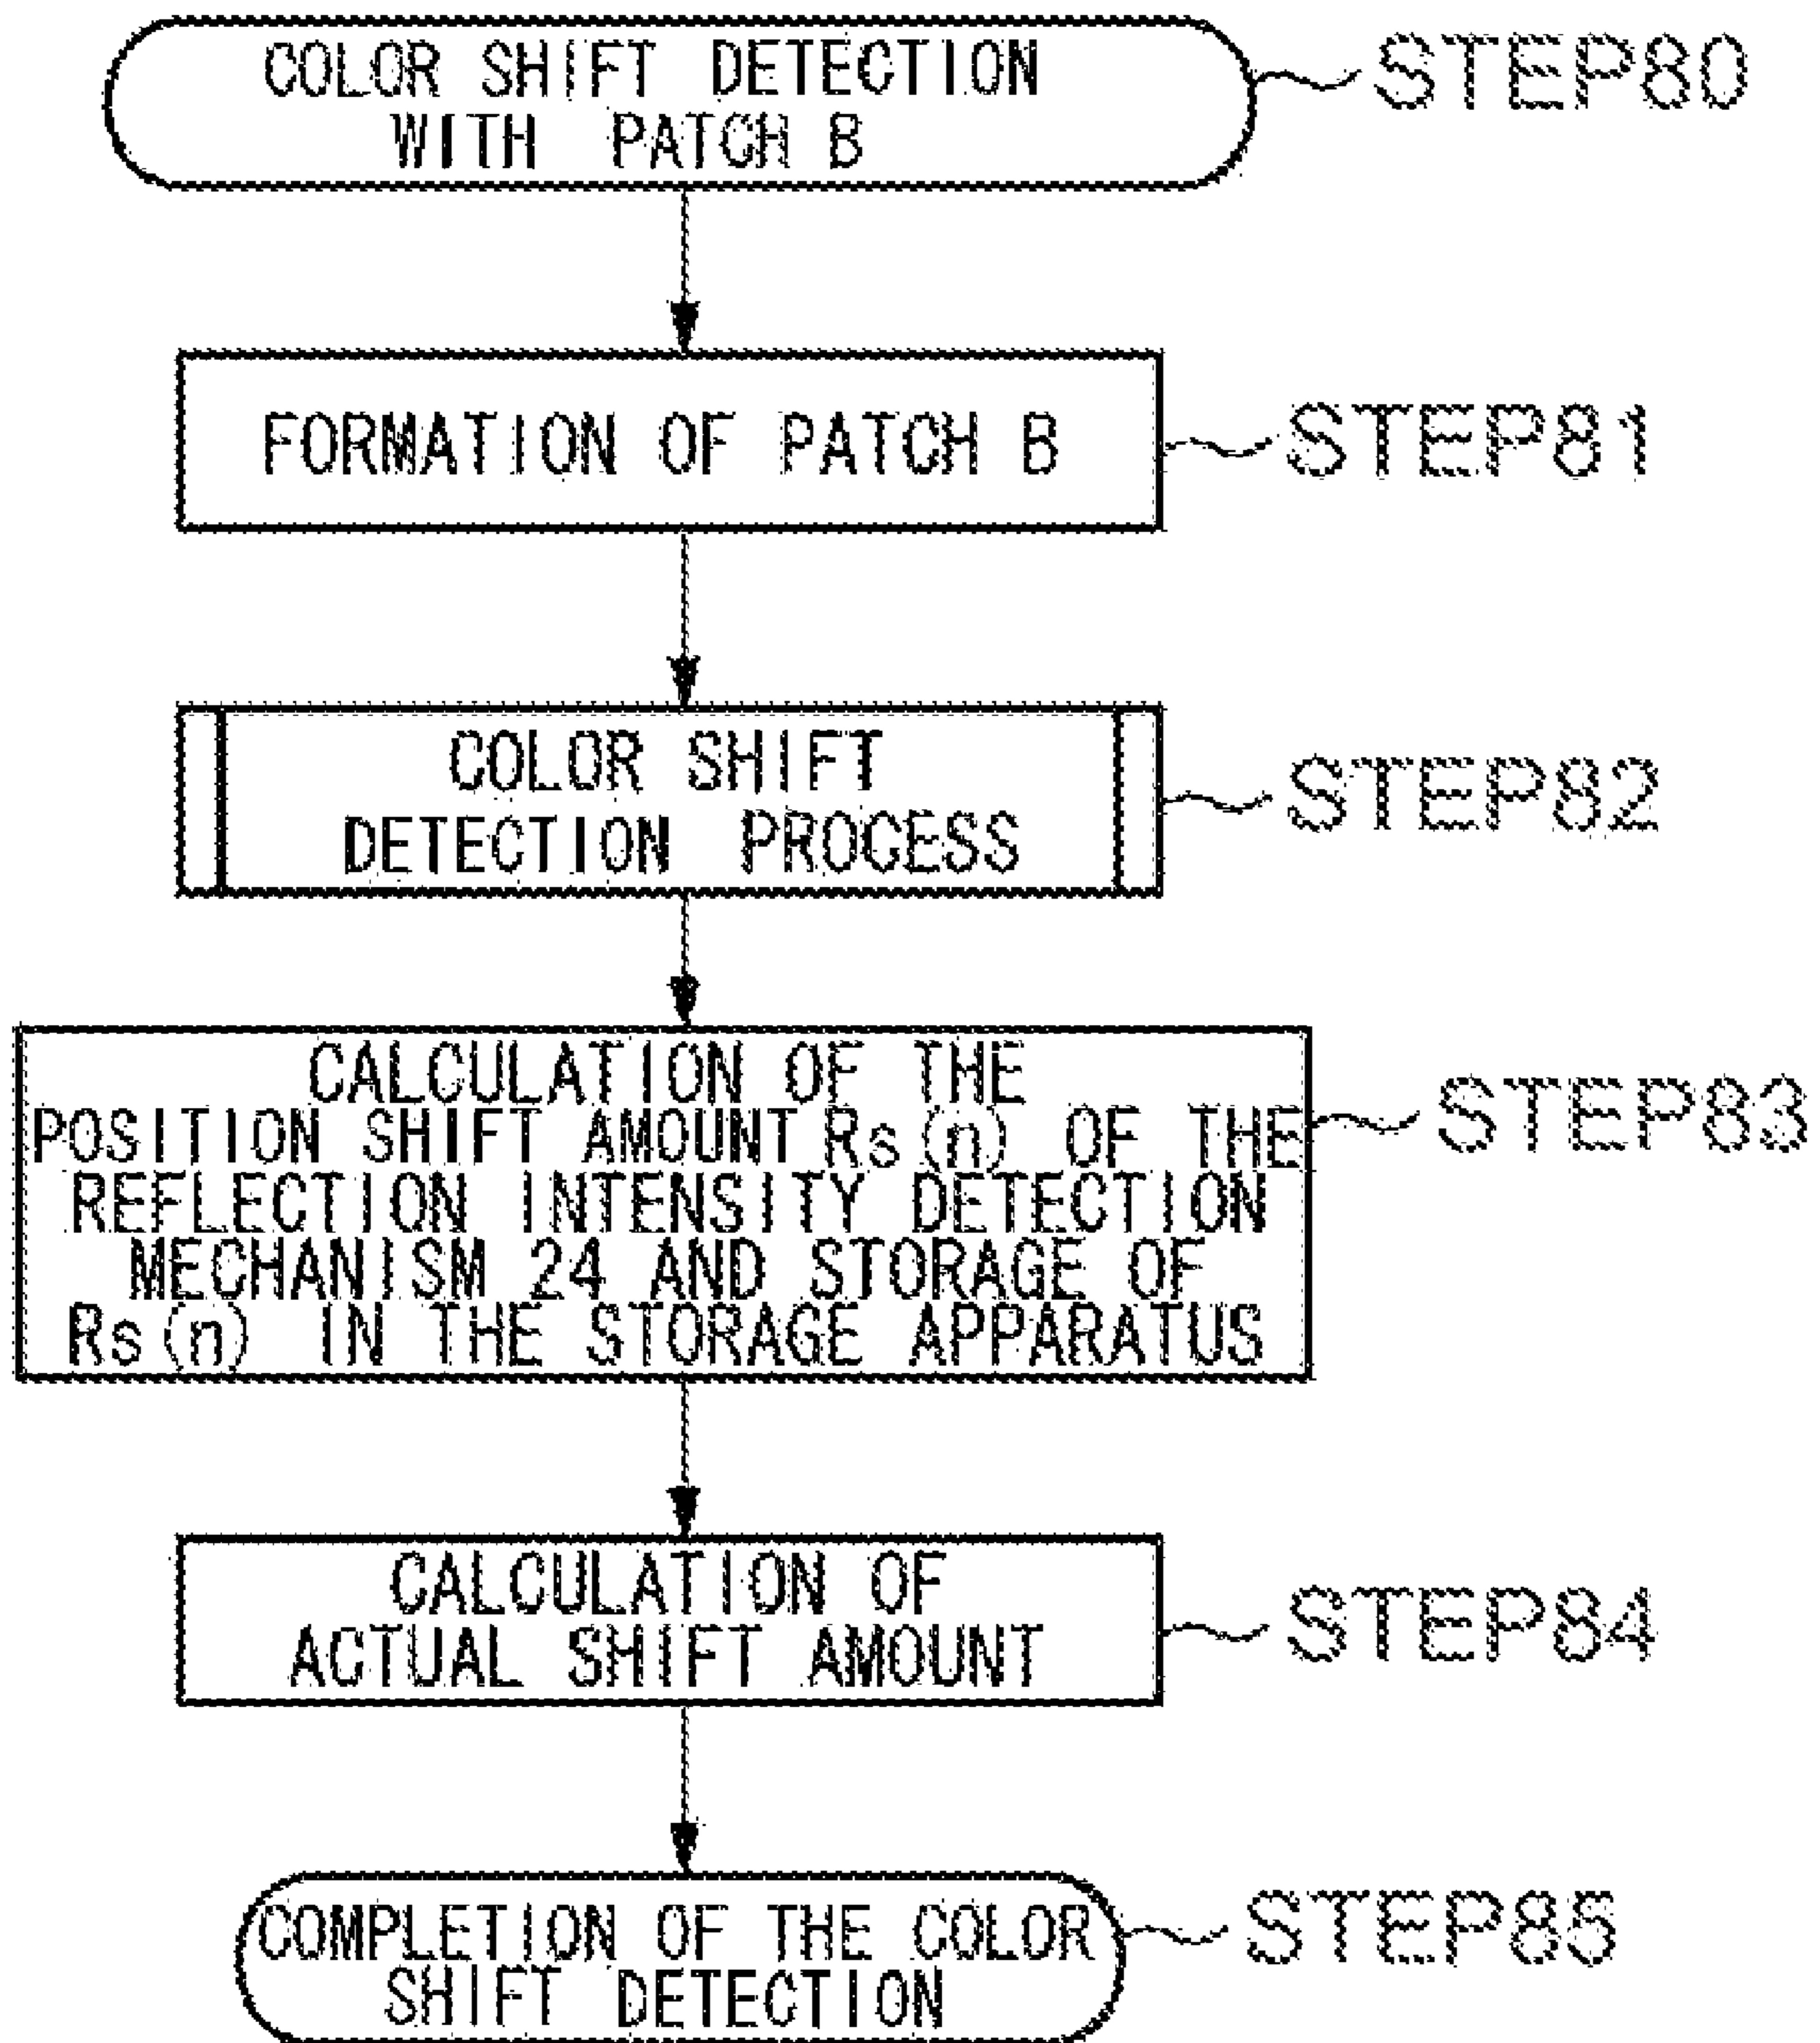 COLOR SHIFT DETECTION
WITH PATCH B
STEP80
FORMATION OF PATCH B
STEP81
COLOR SHIFT
DETECTION PROCESS
STEP82
CALCULATION OF THE
POSITION SHIFT AMOUNT Rs(n) OF THE
REFLECTION INTENSITY DETECTION
MECHANISM 24 AND STORAGE OF
Rs(n) IN THE STORAGE APPARATUS
STEP83
CALCULATION OF
ACTUAL SHIFT AMOUNT
STEP84
COMPLETION OF THE COLOR
SHIFT DETECTION
STEP85